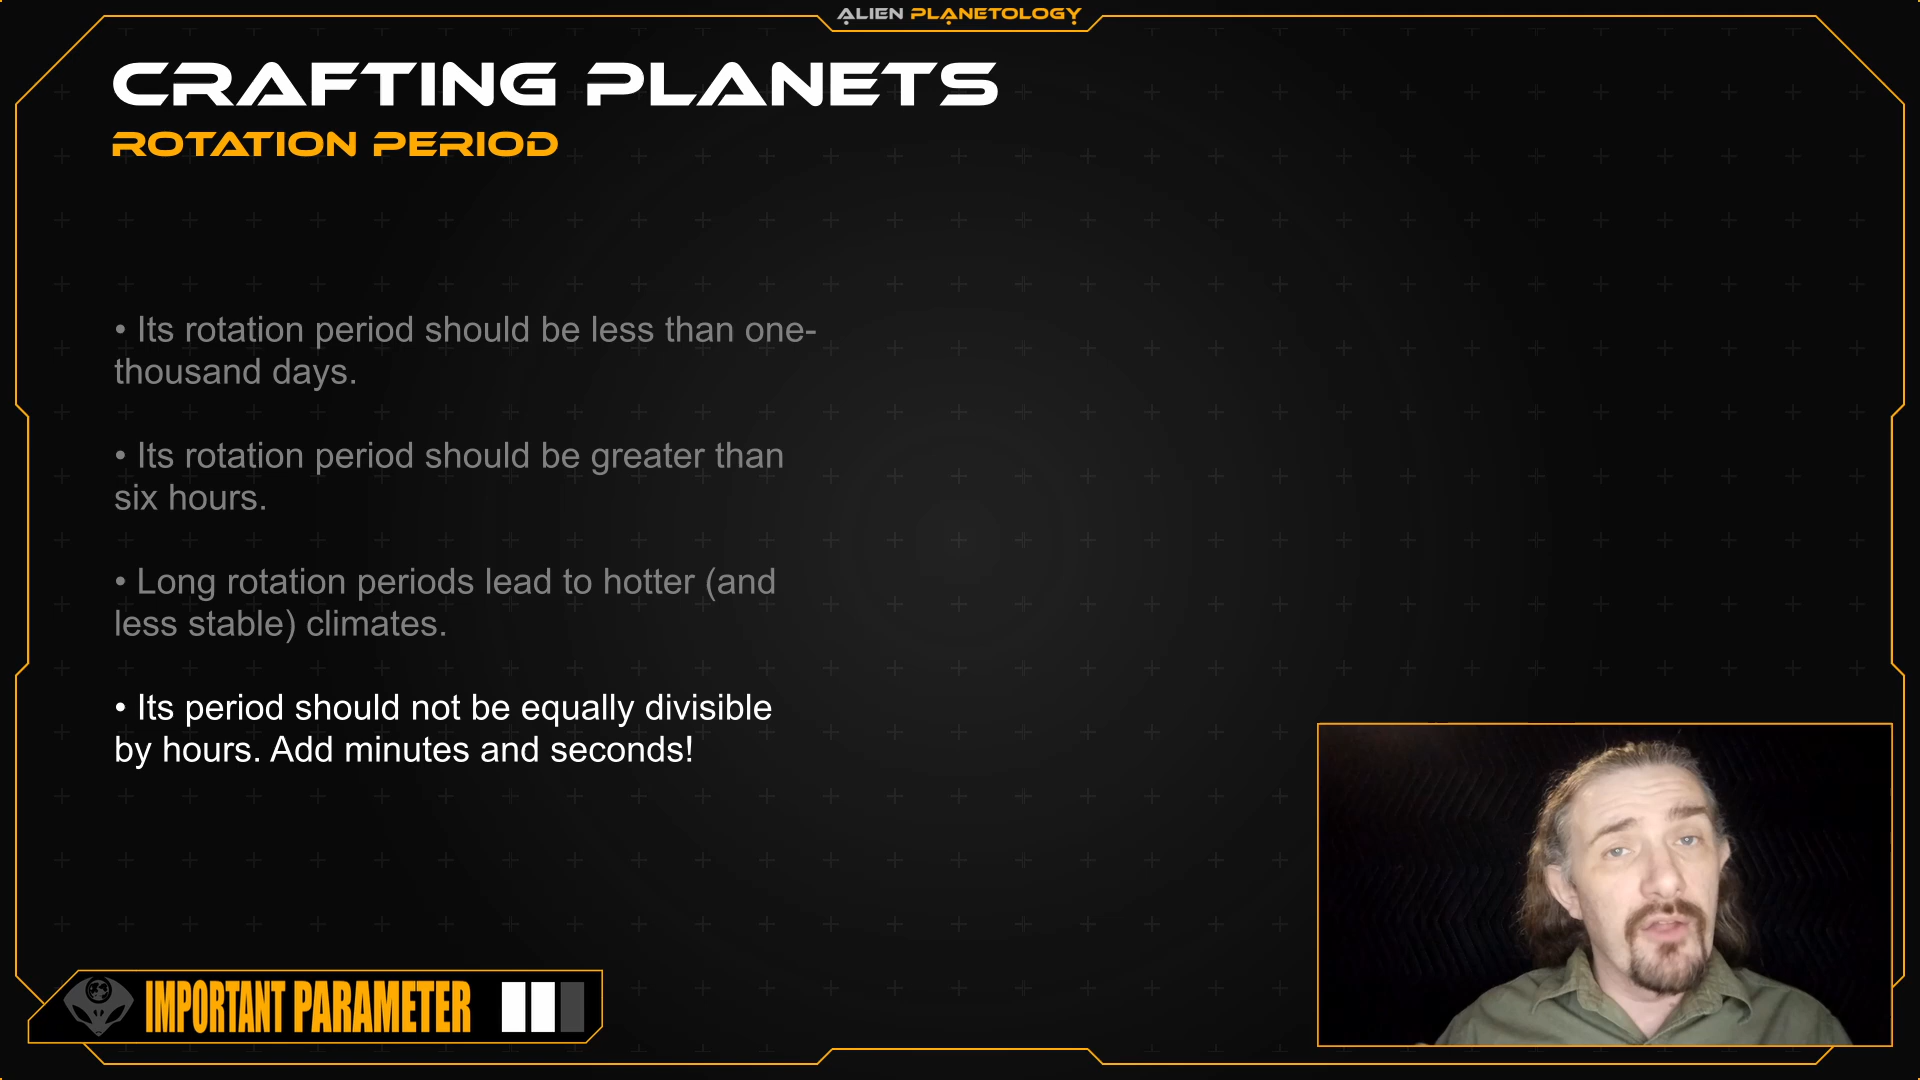 ALIEN PLANETOLOGY
CRAFTING PLANETS
ROTATION PERIOD
• Its rotation period should be less than one-
thousand days.
• Its rotation period should be greater than
six hours.
• Long rotation periods lead to hotter (and
less stable) climates.
• Its period should not be equally divisible
by hours. Add minutes and seconds!
IMPORTANT PARAMETER